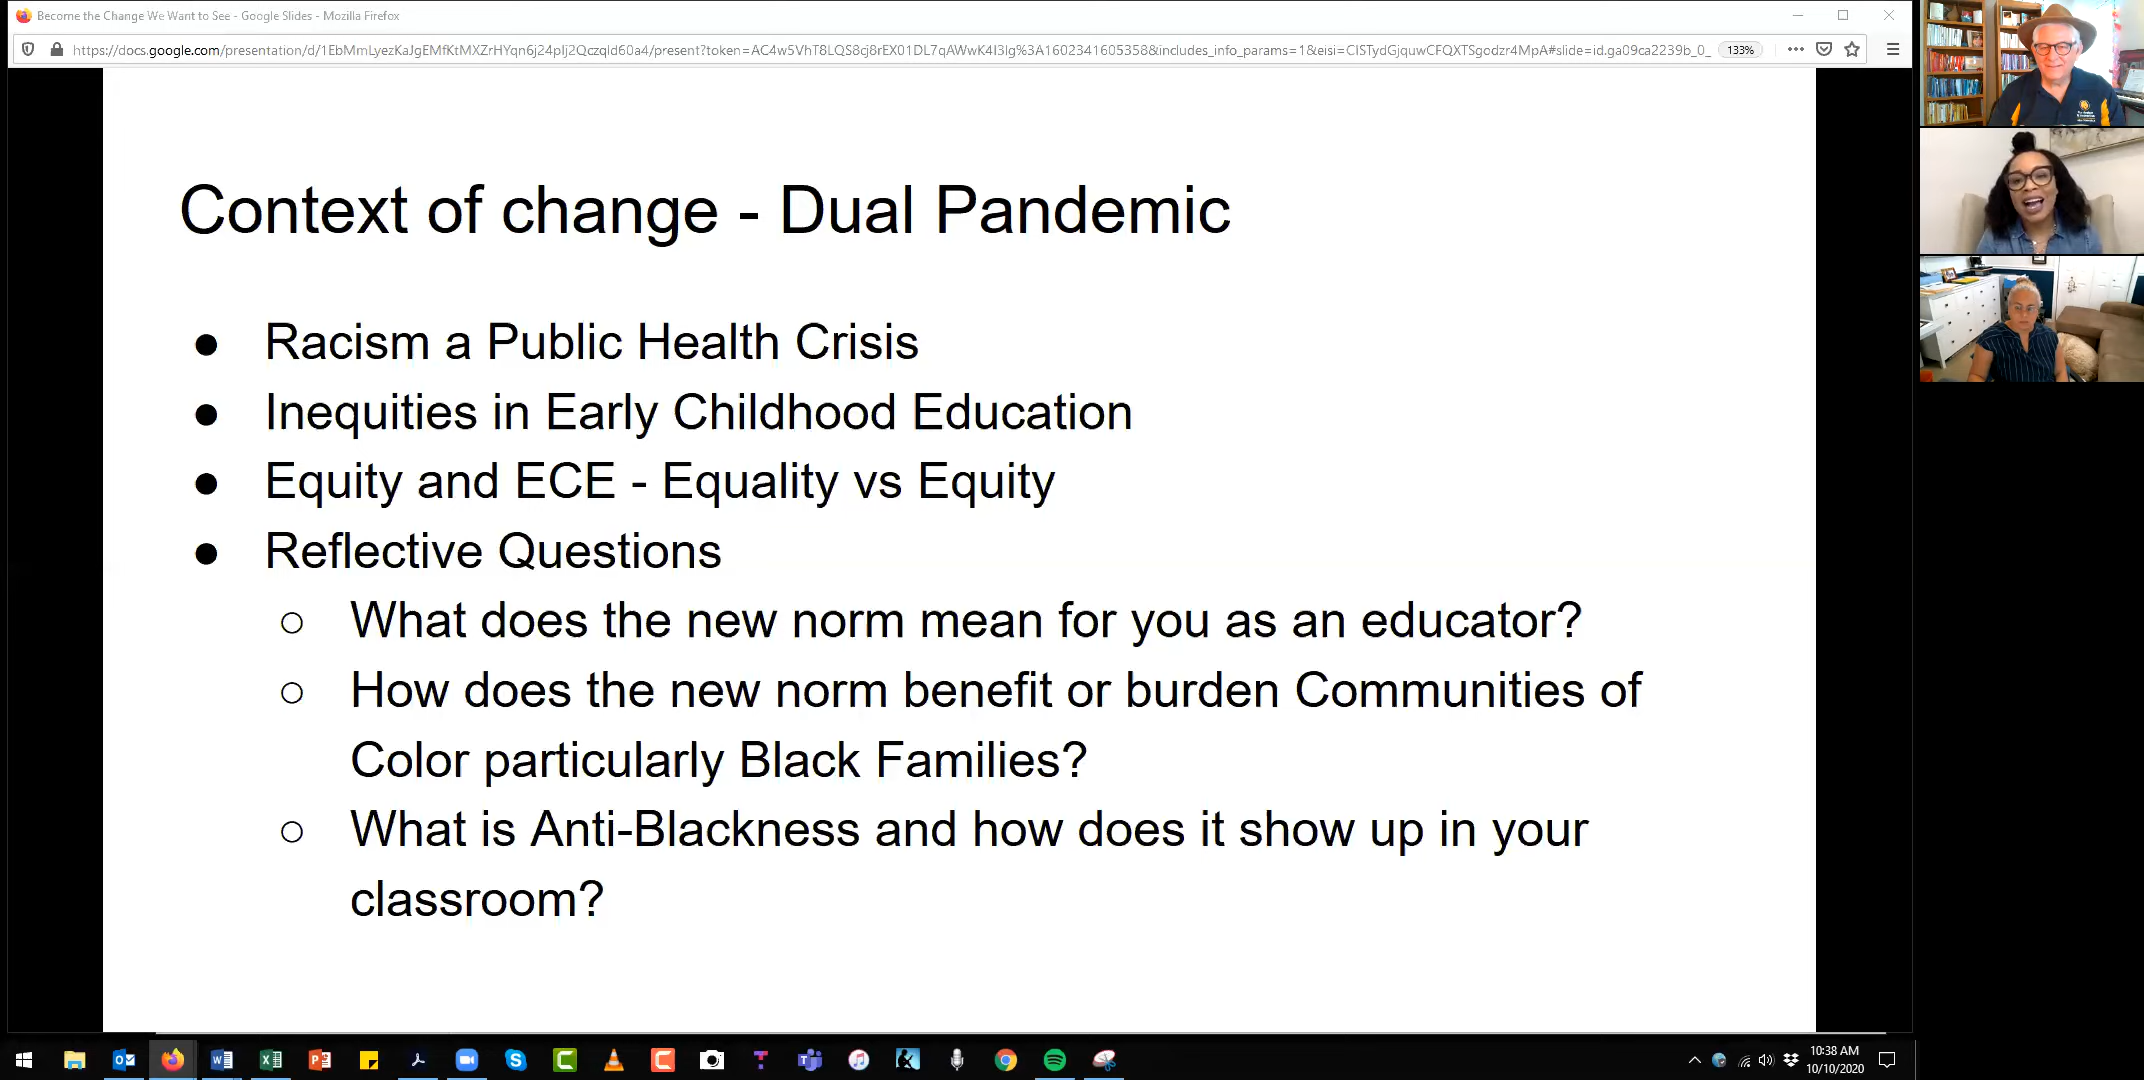 Become the Change We Want to See - Google Slides - Mozilla Firefox
https://docs.google.com/presentation/d/1EbMmLyezKaJgEMfKtMXZrHYqn6j24pIj2Qczqld60a4/present?token=AC4w5VhT8LQS8cj8rEX01DL7qAWwK4I3lg%3A1602341605358&includes_info_params=1&eisi=CISTydGjquwCFQXTSgodzr4MpA#slide=id.ga09ca2239b_0_ 133%
Context of change - Dual Pandemic
● Racism a Public Health Crisis
● Inequities in Early Childhood Education
● Equity and ECE - Equality vs Equity
● Reflective Questions
○ What does the new norm mean for you as an educator?
○ How does the new norm benefit or burden Communities of
Color particularly Black Families?
○ What is Anti-Blackness and how does it show up in your
classroom?
10:38 AM
10/10/2020